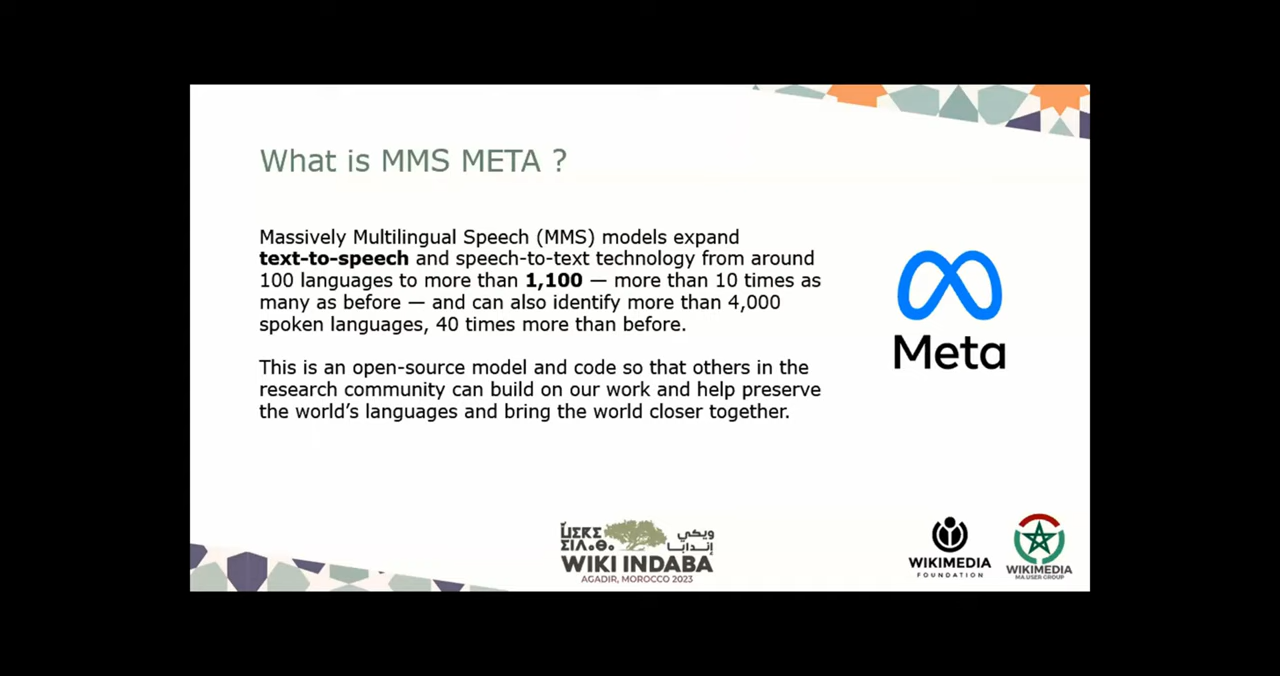 What is MMS META ?
Massively Multilingual Speech (MMS) models expand
text-to-speech and speech-to-text technology from around
100 languages to more than 1,100 — more than 10 times as
many as before — and can also identify more than 4,000
spoken languages, 40 times more than before.
This is an open-source model and code so that others in the
research community can build on our work and help preserve
the world’s languages and bring the world closer together.
Meta
ويكي
إندابا
WIKI INDABA
AGADIR, MOROCCO 2023
WIKIMEDIA
FOUNDATION
WIKIMEDIA
MA USER GROUP